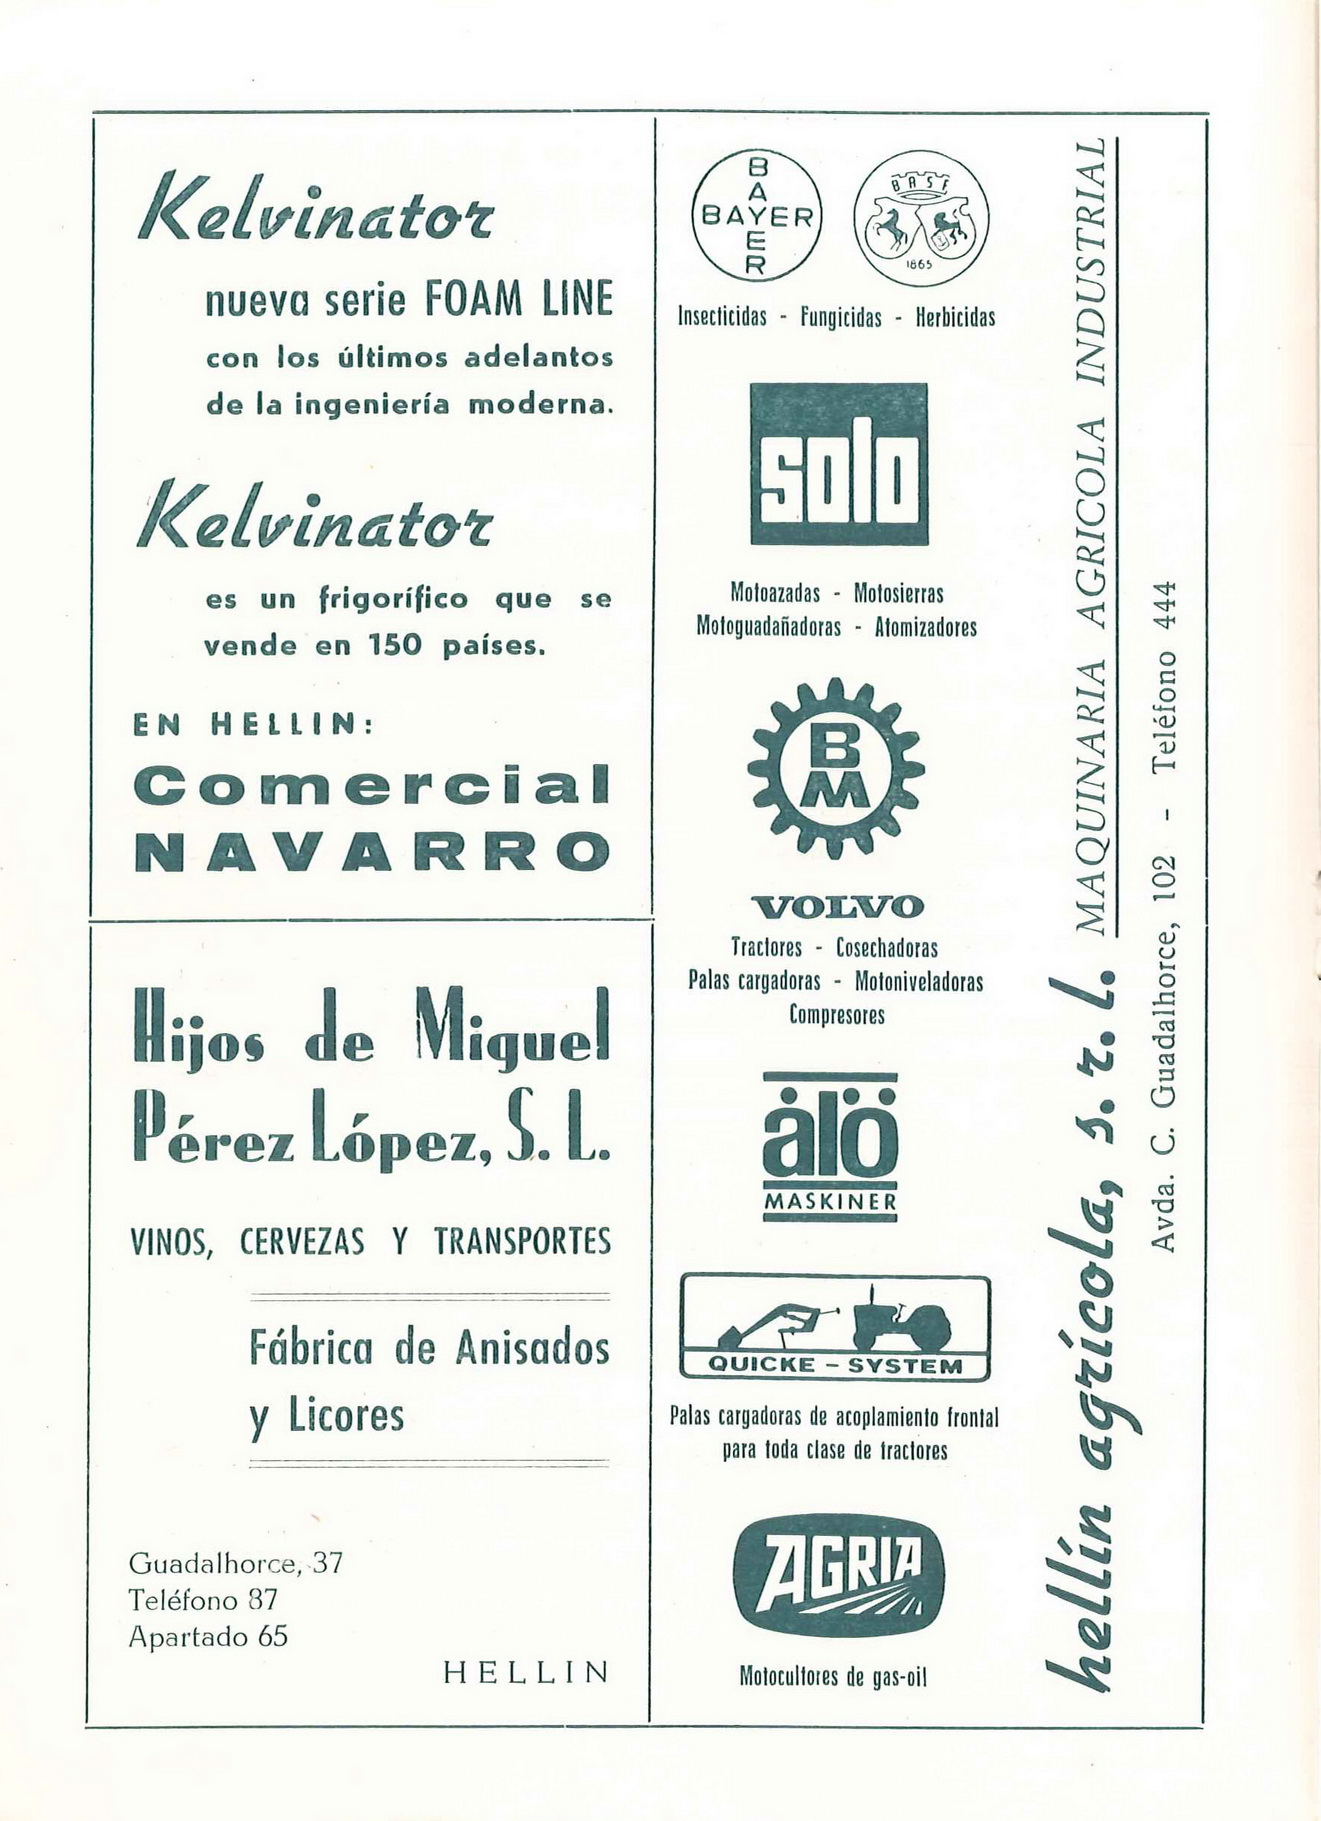 Kelvinator
nueva serie FOAM LINE
con los últimos adelantos
de la ingeniería moderna.
Kelvinator
es un frigorífico que se
vende en 150 países.
EN HELLIN:
Comercial
NAVARRO
Hijos de Miguel
Pérez López, S. L.
VINOS, CERVEZAS Y TRANSPORTES
Fábrica de Anisados
y Licores
Guadalhorce, 37
Teléfono 87
Apartado 65
HELLIN
BAYER
BAYER
BASF
1865
Insecticidas - Fungicidas - Herbicidas
solo
Motoazadas - Motosierras
Motoguadañadoras - Atomizadores
BM
VOLVO
Tractores - Cosechadoras
Palas cargadoras - Motoniveladoras
Compresores
ålö
MASKINER
QUICKE - SYSTEM
Palas cargadoras de acoplamiento frontal
para toda clase de tractores
AGRIA
Motocultores de gas-oil
hellín agrícola, s. r. l. MAQUINARIA AGRICOLA INDUSTRIAL
Avda. C. Guadalhorce, 102 - Teléfono 444